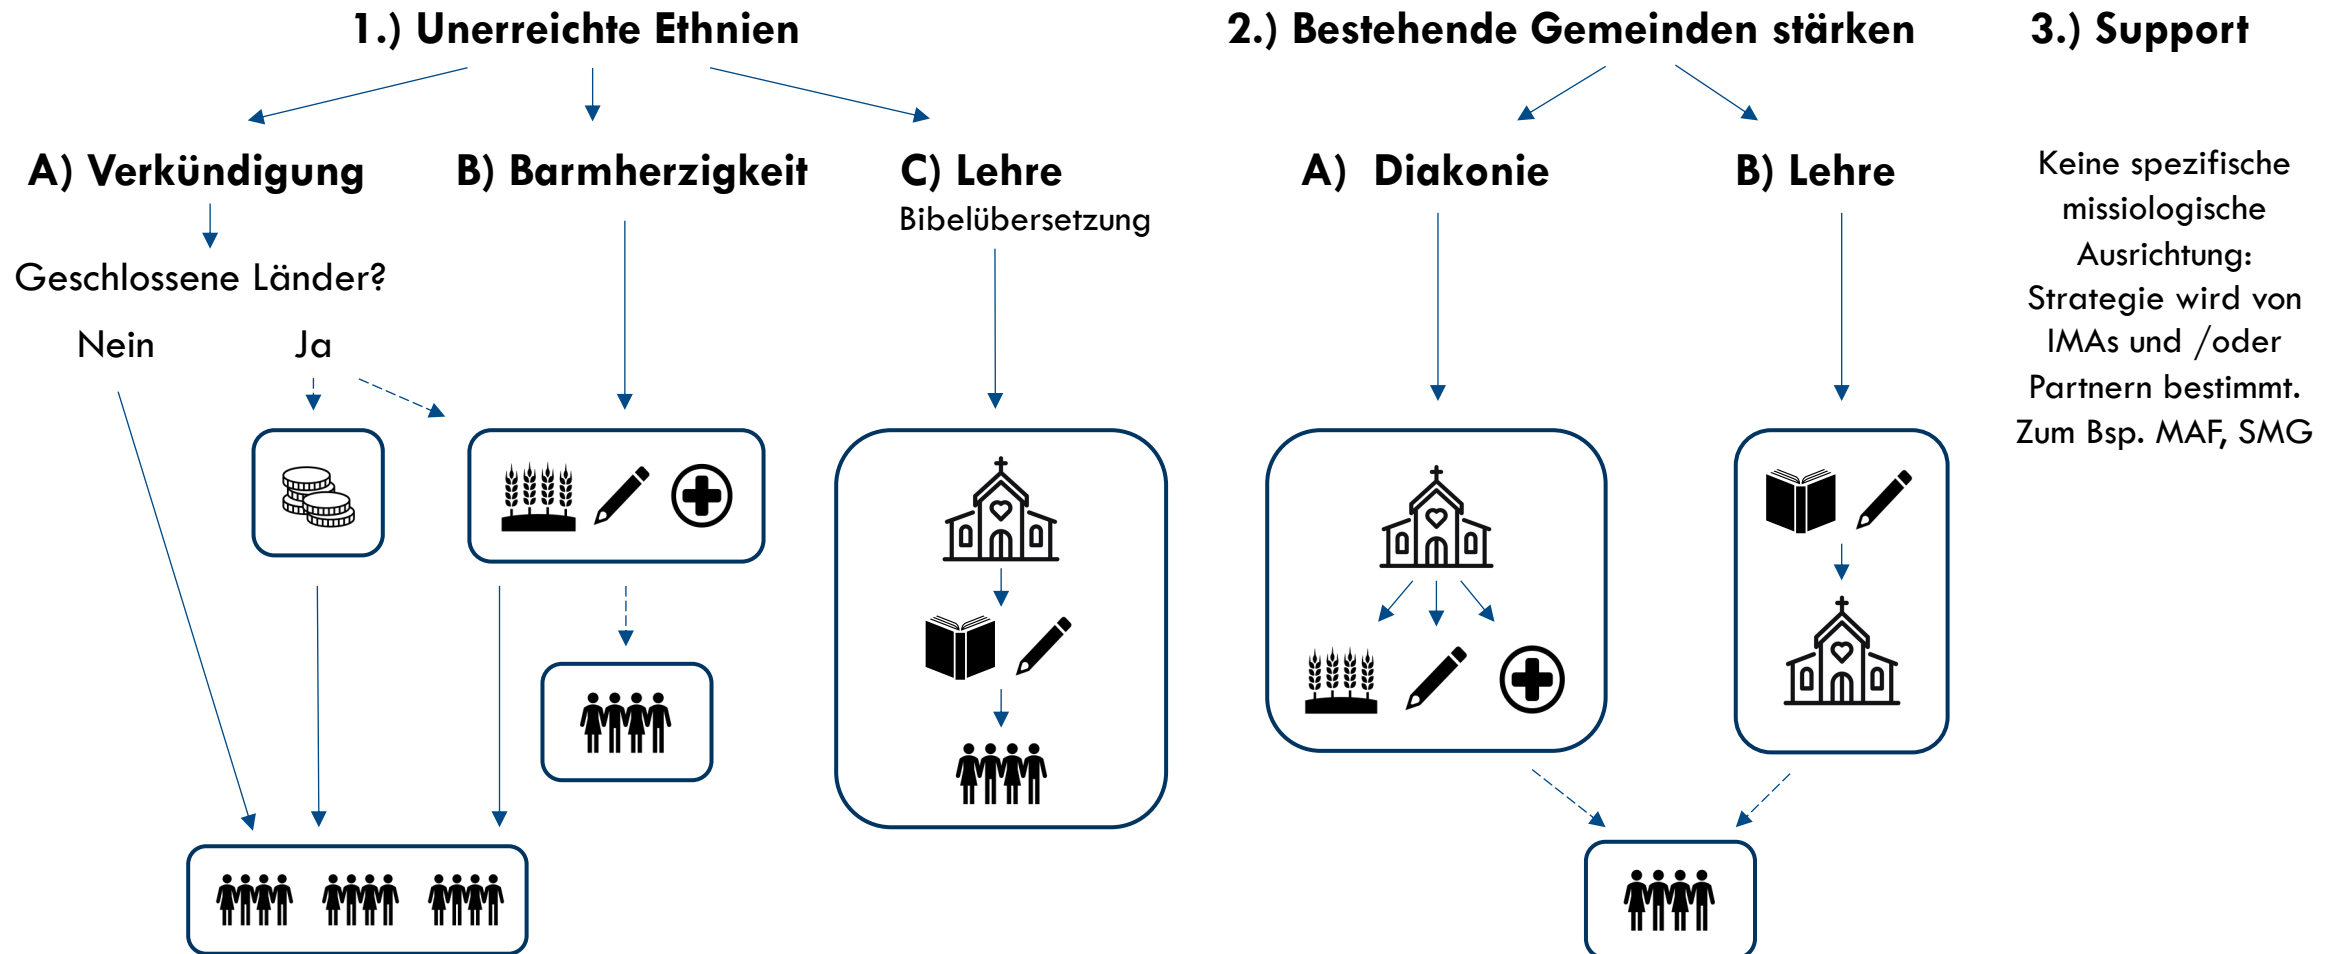 1.) Unerreichte Ethnien
2.) Bestehende Gemeinden stärken
3.) Support
A) Verkündigung
B) Barmherzigkeit
C) Lehre
Bibelübersetzung
A) Diakonie
B) Lehre
Geschlossene Länder?
Nein
Ja
Keine spezifische
missiologische
Ausrichtung:
Strategie wird von
IMAs und /oder
Partnern bestimmt.
Zum Bsp. MAF, SMG